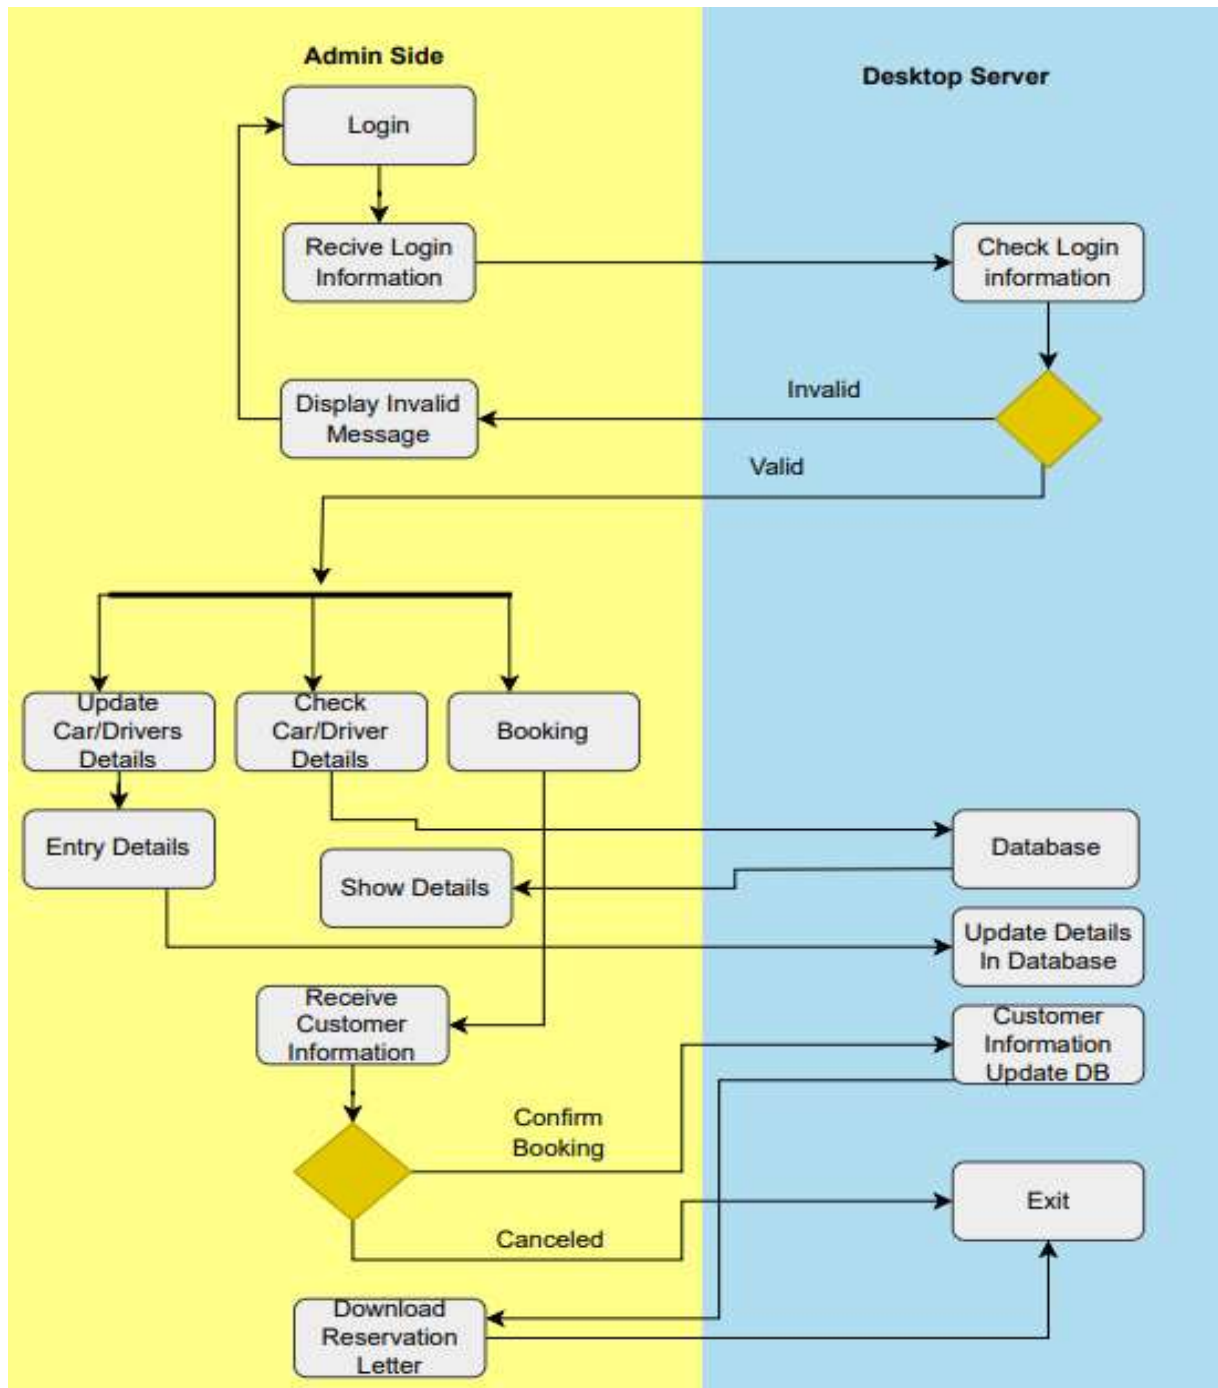 Admin Side
Desktop Server
Login
Recive Login
Information
Check Login
information
Invalid
Display Invalid
Message
Valid
Update
Car/Drivers
Details
Check
Car/Driver
Details
Booking
Entry Details
Database
Show Details
Update Details
In Database
Receive
Customer
Information
Customer
Information
Update DB
Confirm
Booking
Exit
Canceled
Download
Reservation
Letter